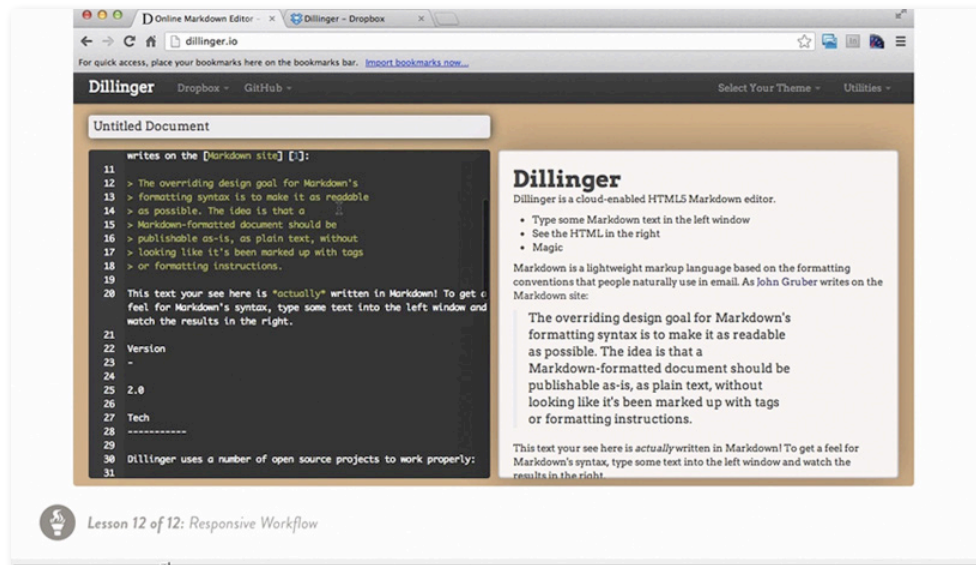 Online Markdown Editor - × Dillinger - Dropbox ×
dillinger.io
For quick access, place your bookmarks here on the bookmarks bar. Import bookmarks now...
Dillinger Dropbox GitHub Select Your Theme Utilities
Untitled Document
writes on the [Markdown site] [1]:
11
12 > The overriding design goal for Markdown's
13 > formatting syntax is to make it as readable
14 > as possible. The idea is that a
15 > Markdown-formatted document should be
16 > publishable as-is, as plain text, without
17 > looking like it's been marked up with tags
18 > or formatting instructions.
19
20 This text your see here is *actually* written in Markdown! To get a
feel for Markdown's syntax, type some text into the left window and
watch the results in the right.
21
22 Version
23 -
24
25 2.0
26
27 Tech
28 -----------
29
30 Dillinger uses a number of open source projects to work properly:
31
Dillinger
Dillinger is a cloud-enabled HTML5 Markdown editor.
• Type some Markdown text in the left window
• See the HTML in the right
• Magic
Markdown is a lightweight markup language based on the formatting
conventions that people naturally use in email. As John Gruber writes on the
Markdown site:
The overriding design goal for Markdown's
formatting syntax is to make it as readable
as possible. The idea is that a
Markdown-formatted document should be
publishable as-is, as plain text, without
looking like it's been marked up with tags
or formatting instructions.
This text your see here is actually written in Markdown! To get a feel for
Markdown's syntax, type some text into the left window and watch the
results in the right.
Lesson 12 of 12: Responsive Workflow